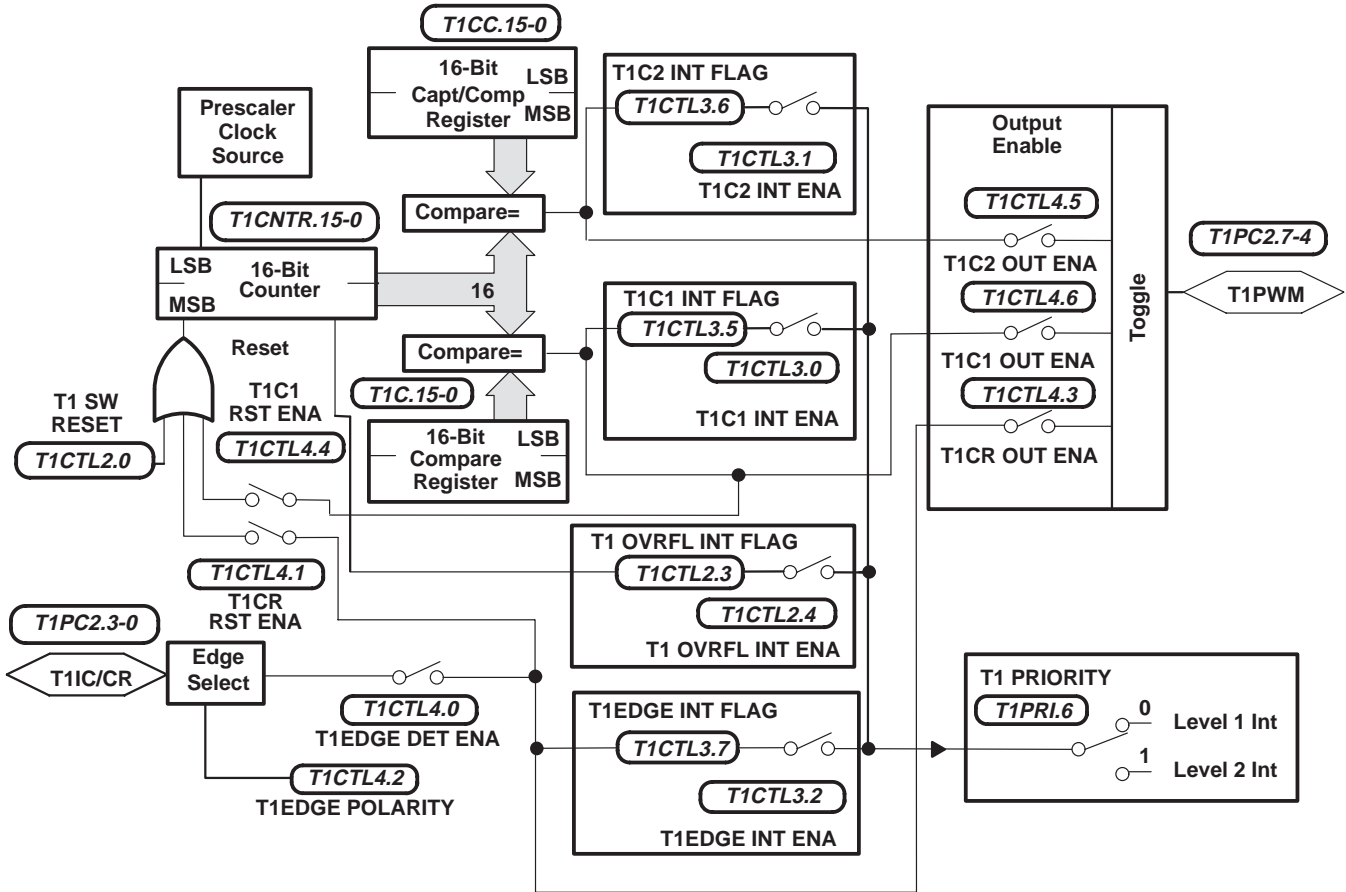 T1CC.15-0
16-Bit
Capt/Comp
Register
LSB
MSB
Prescaler
Clock
Source
T1CNTR.15-0
LSB
MSB
16-Bit
Counter
16
Compare=
Compare=
Reset
T1C.15-0
16-Bit
Compare
Register
LSB
MSB
T1 SW
RESET
T1CTL2.0
T1C1
RST ENA
T1CTL4.4
T1CTL4.1
T1CR
RST ENA
T1PC2.3-0
T1IC/CR
Edge
Select
T1CTL4.0
T1EDGE DET ENA
T1CTL4.2
T1EDGE POLARITY
T1C2 INT FLAG
T1CTL3.6
T1CTL3.1
T1C2 INT ENA
T1C1 INT FLAG
T1CTL3.5
T1CTL3.0
T1C1 INT ENA
T1 OVRFL INT FLAG
T1CTL2.3
T1CTL2.4
T1 OVRFL INT ENA
T1EDGE INT FLAG
T1CTL3.7
T1CTL3.2
T1EDGE INT ENA
Output
Enable
T1CTL4.5
T1C2 OUT ENA
T1CTL4.6
T1C1 OUT ENA
T1CTL4.3
T1CR OUT ENA
Toggle
T1PC2.7-4
T1PWM
T1 PRIORITY
T1PRI.6
0
Level 1 Int
1
Level 2 Int